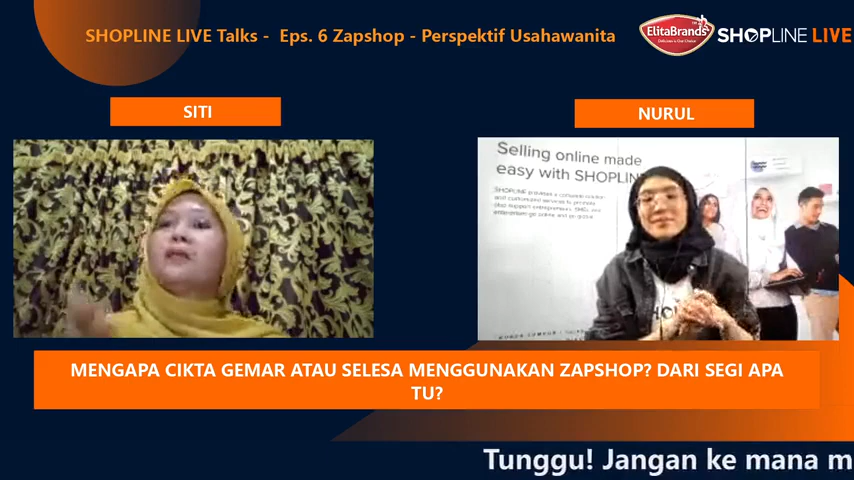 SHOPLINE LIVE Talks - Eps. 6 Zapshop - Perspektif Usahawanita
ElitaBrands
SHOPLINE LIVE
SITI
NURUL
Selling online made
easy with SHOPLIN
MENGAPA CIKTA GEMAR ATAU SELESA MENGGUNAKAN ZAPSHOP? DARI SEGI APA
TU?
Tunggu! Jangan ke mana m